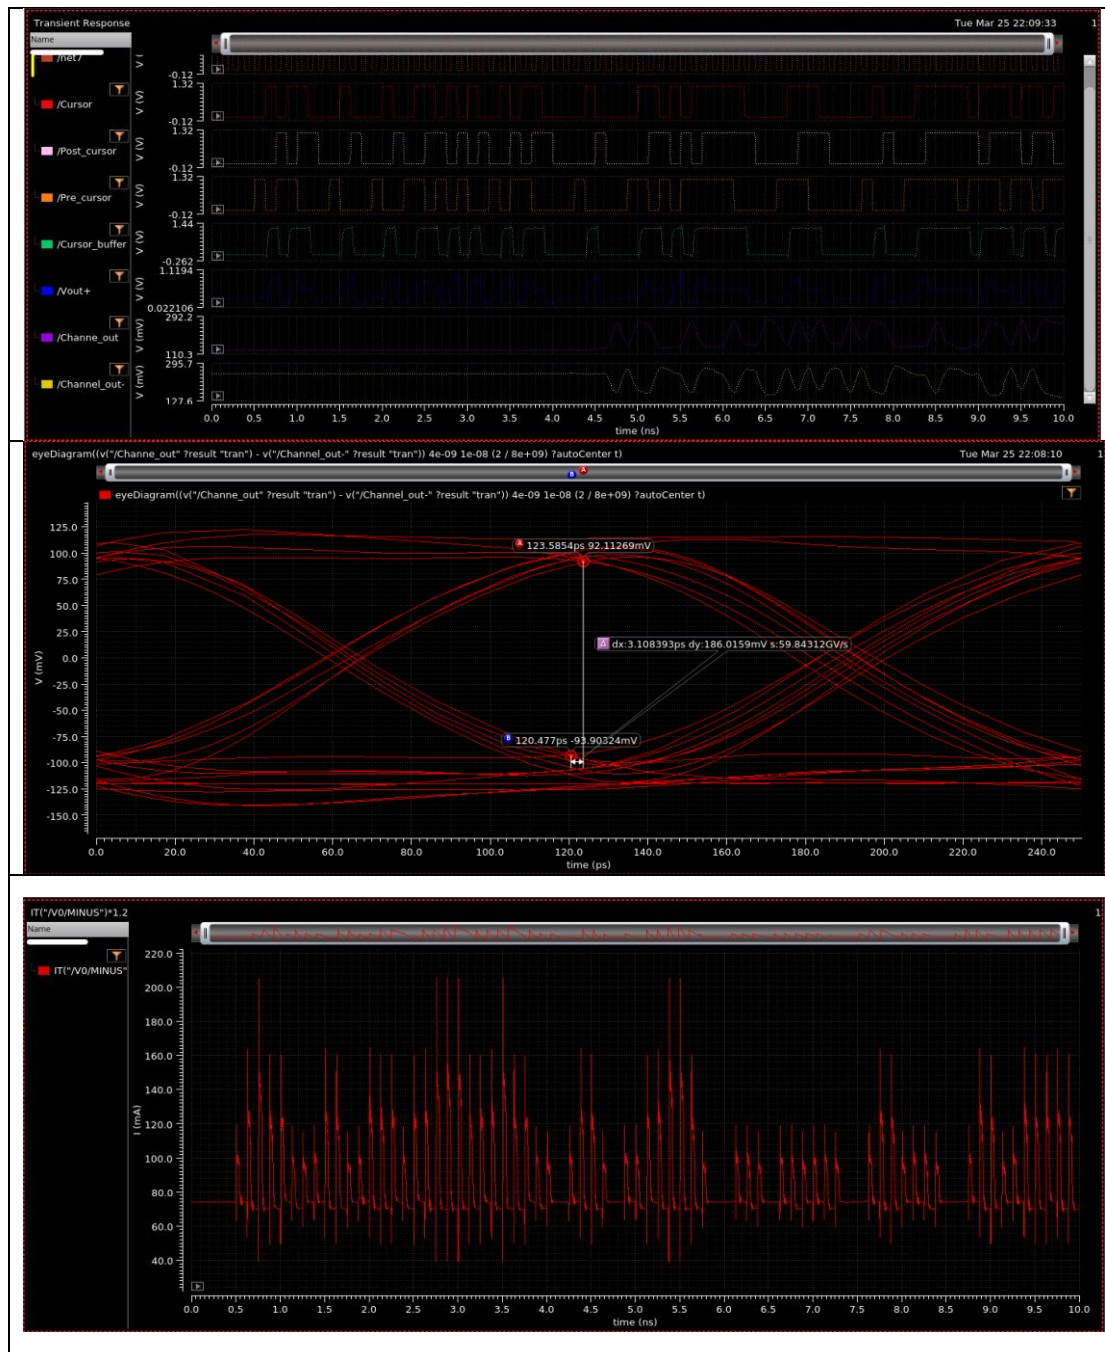 Transient Response
Tue Mar 25 22:09:33
1
Name
/net7
V
-0.12
/Cursor
V (V)
1.32
-0.12
/Post_cursor
V (V)
1.32
-0.12
/Pre_cursor
V (V)
1.32
-0.12
/Cursor_buffer
V (V)
1.44
-0.262
/Vout+
V (V)
1.1194
0.022106
/Channe_out
V (mV)
292.2
110.3
/Channel_out-
V (mV)
295.7
127.6
0.0 0.5 1.0 1.5 2.0 2.5 3.0 3.5 4.0 4.5 5.0 5.5 6.0 6.5 7.0 7.5 8.0 8.5 9.0 9.5 10.0
time (ns)
eyeDiagram((v("/Channe_out" ?result "tran") - v("/Channel_out-" ?result "tran")) 4e-09 1e-08 (2 / 8e+09) ?autoCenter t)
Tue Mar 25 22:08:10
1
B A
eyeDiagram((v("/Channe_out" ?result "tran") - v("/Channel_out-" ?result "tran")) 4e-09 1e-08 (2 / 8e+09) ?autoCenter t)
V (mV)
125.0
100.0
75.0
50.0
25.0
0.0
-25.0
-50.0
-75.0
-100.0
-125.0
-150.0
A 123.5854ps 92.11269mV
dx:3.108393ps dy:186.0159mV s:59.84312GV/s
B 120.477ps -93.90324mV
0.0 20.0 40.0 60.0 80.0 100.0 120.0 140.0 160.0 180.0 200.0 220.0 240.0
time (ps)
IT("/V0/MINUS")*1.2
1
Name
IT("/V0/MINUS"
I (mA)
220.0
200.0
180.0
160.0
140.0
120.0
100.0
80.0
60.0
40.0
0.0 0.5 1.0 1.5 2.0 2.5 3.0 3.5 4.0 4.5 5.0 5.5 6.0 6.5 7.0 7.5 8.0 8.5 9.0 9.5 10.0
time (ns)